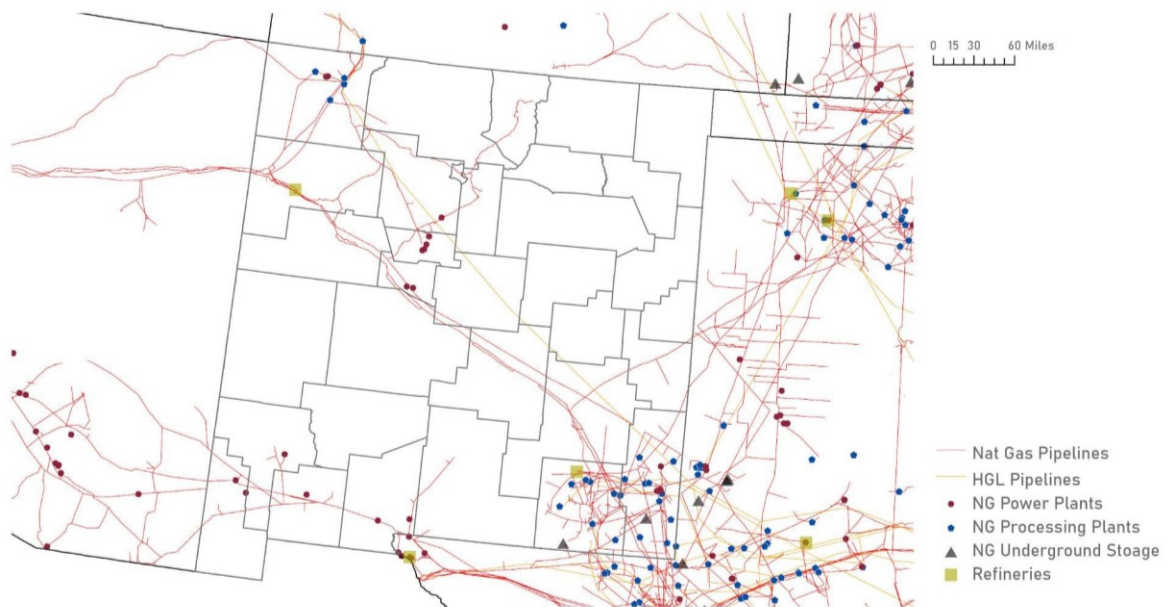 0 15 30 60 Miles
Nat Gas Pipelines
HGL Pipelines
NG Power Plants
NG Processing Plants
NG Underground Stoage
Refineries